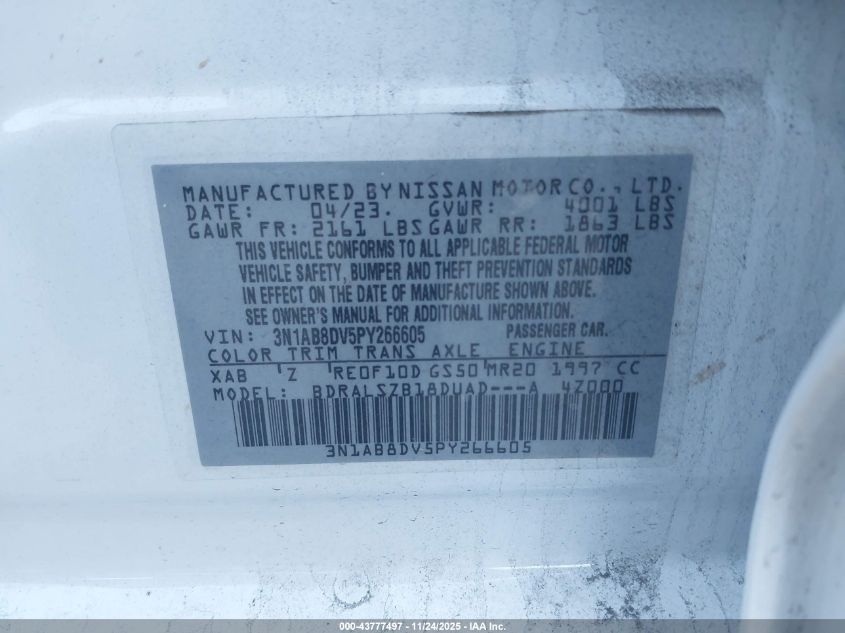 MANUFACTURED BY NISSAN MOTOR CO., LTD.
DATE: 04/23. GVWR: 4001 LBS
GAWR FR: 2161 LBS GAWR RR: 1863 LBS
THIS VEHICLE CONFORMS TO ALL APPLICABLE FEDERAL MOTOR
VEHICLE SAFETY, BUMPER AND THEFT PREVENTION STANDARDS
IN EFFECT ON THE DATE OF MANUFACTURE SHOWN ABOVE.
SEE OWNER'S MANUAL FOR ADDITIONAL INFORMATION.
VIN: 3N1AB8DV5PY266605 PASSENGER CAR.
COLOR TRIM TRANS AXLE ENGINE
XAB 'Z 'RE0F10D GS50'MR20 1997 CC
MODEL: BDRALSZB18DUAD---A 4Z000
3N1AB8DV5PY266605
000-43777497 - 11/24/2025 - IAA Inc.